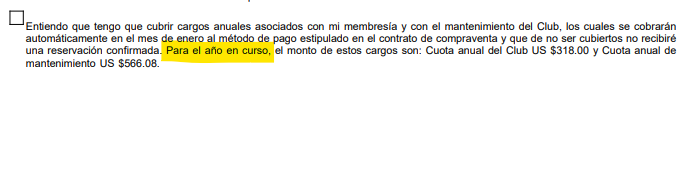 Entiendo que tengo que cubrir cargos anuales asociados con mi membresía y con el mantenimiento del Club, los cuales se cobrarán
automáticamente en el mes de enero al método de pago estipulado en el contrato de compraventa y que de no ser cubiertos no recibiré
una reservación confirmada. Para el año en curso, el monto de estos cargos son: Cuota anual del Club US $318.00 y Cuota anual de
mantenimiento US $566.08.